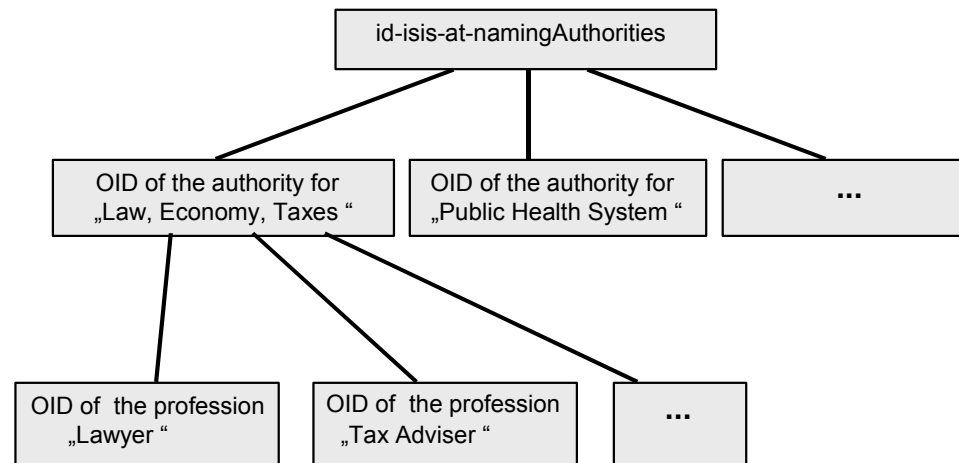 id-isis-at-namingAuthorities
OID of the authority for
„Law, Economy, Taxes “
OID of the authority for
„Public Health System “
...
OID of  the profession
„Lawyer “
OID of  the profession
„Tax Adviser “
...